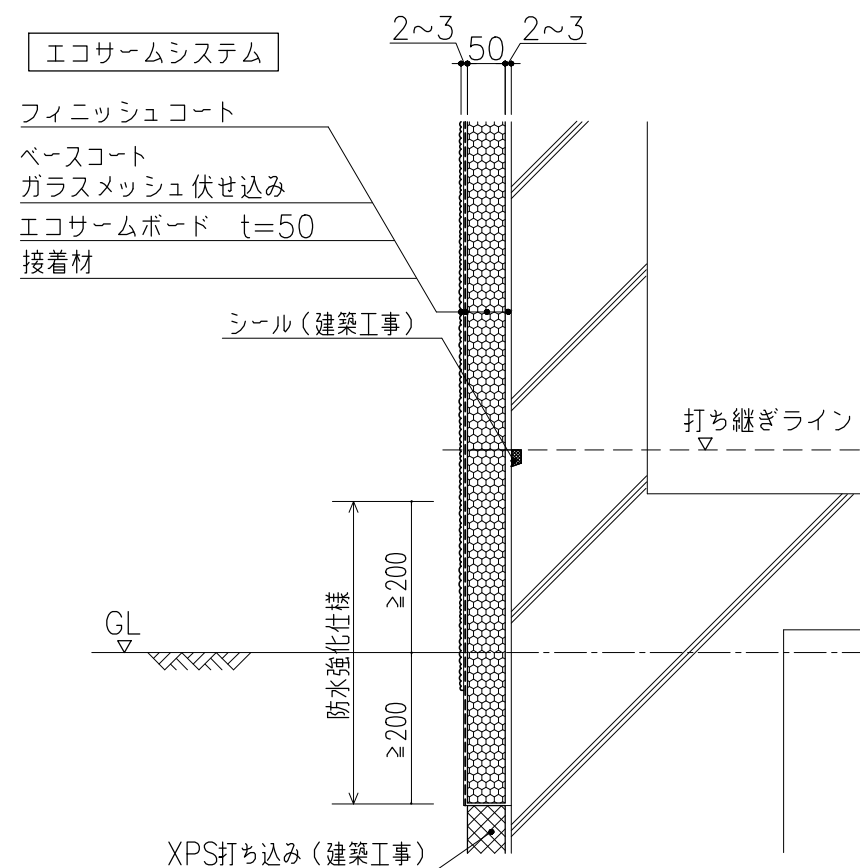 エコサームシステム
2~3 50 2~3
フィニッシュコート
ベースコート
ガラスメッシュ伏せ込み
エコサームボード t=50
接着材
シール（建築工事）
打ち継ぎライン
GL
防水強化仕様
≥200
≥200
XPS打ち込み（建築工事）